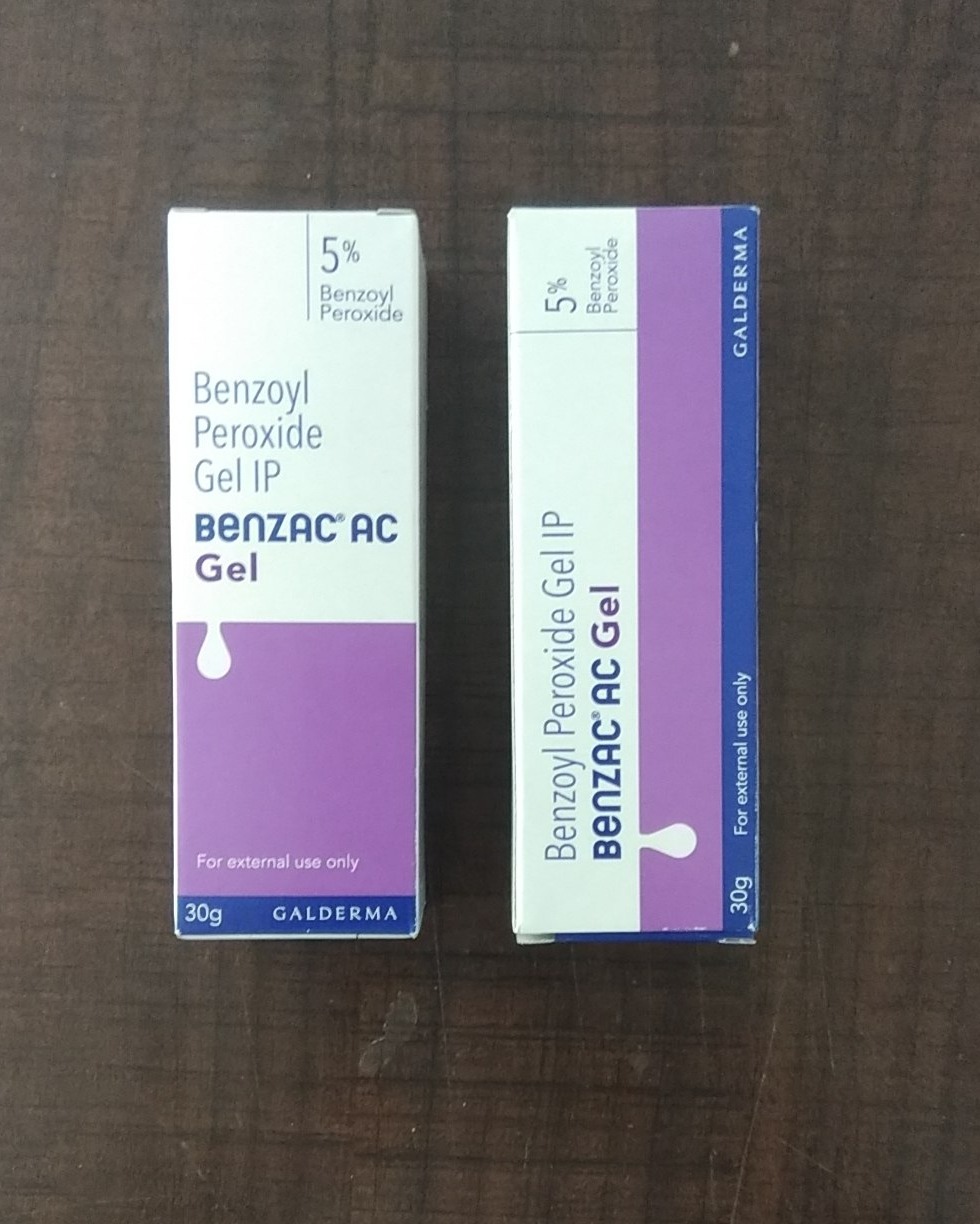 5%
Benzoyl
Peroxide
Benzoyl
Peroxide
Gel IP
BENZAC® AC
Gel
For external use only
30g GALDERMA
5%
Benzoyl
Peroxide
Benzoyl Peroxide Gel IP
BENZAC® AC Gel
30g For external use only GALDERMA